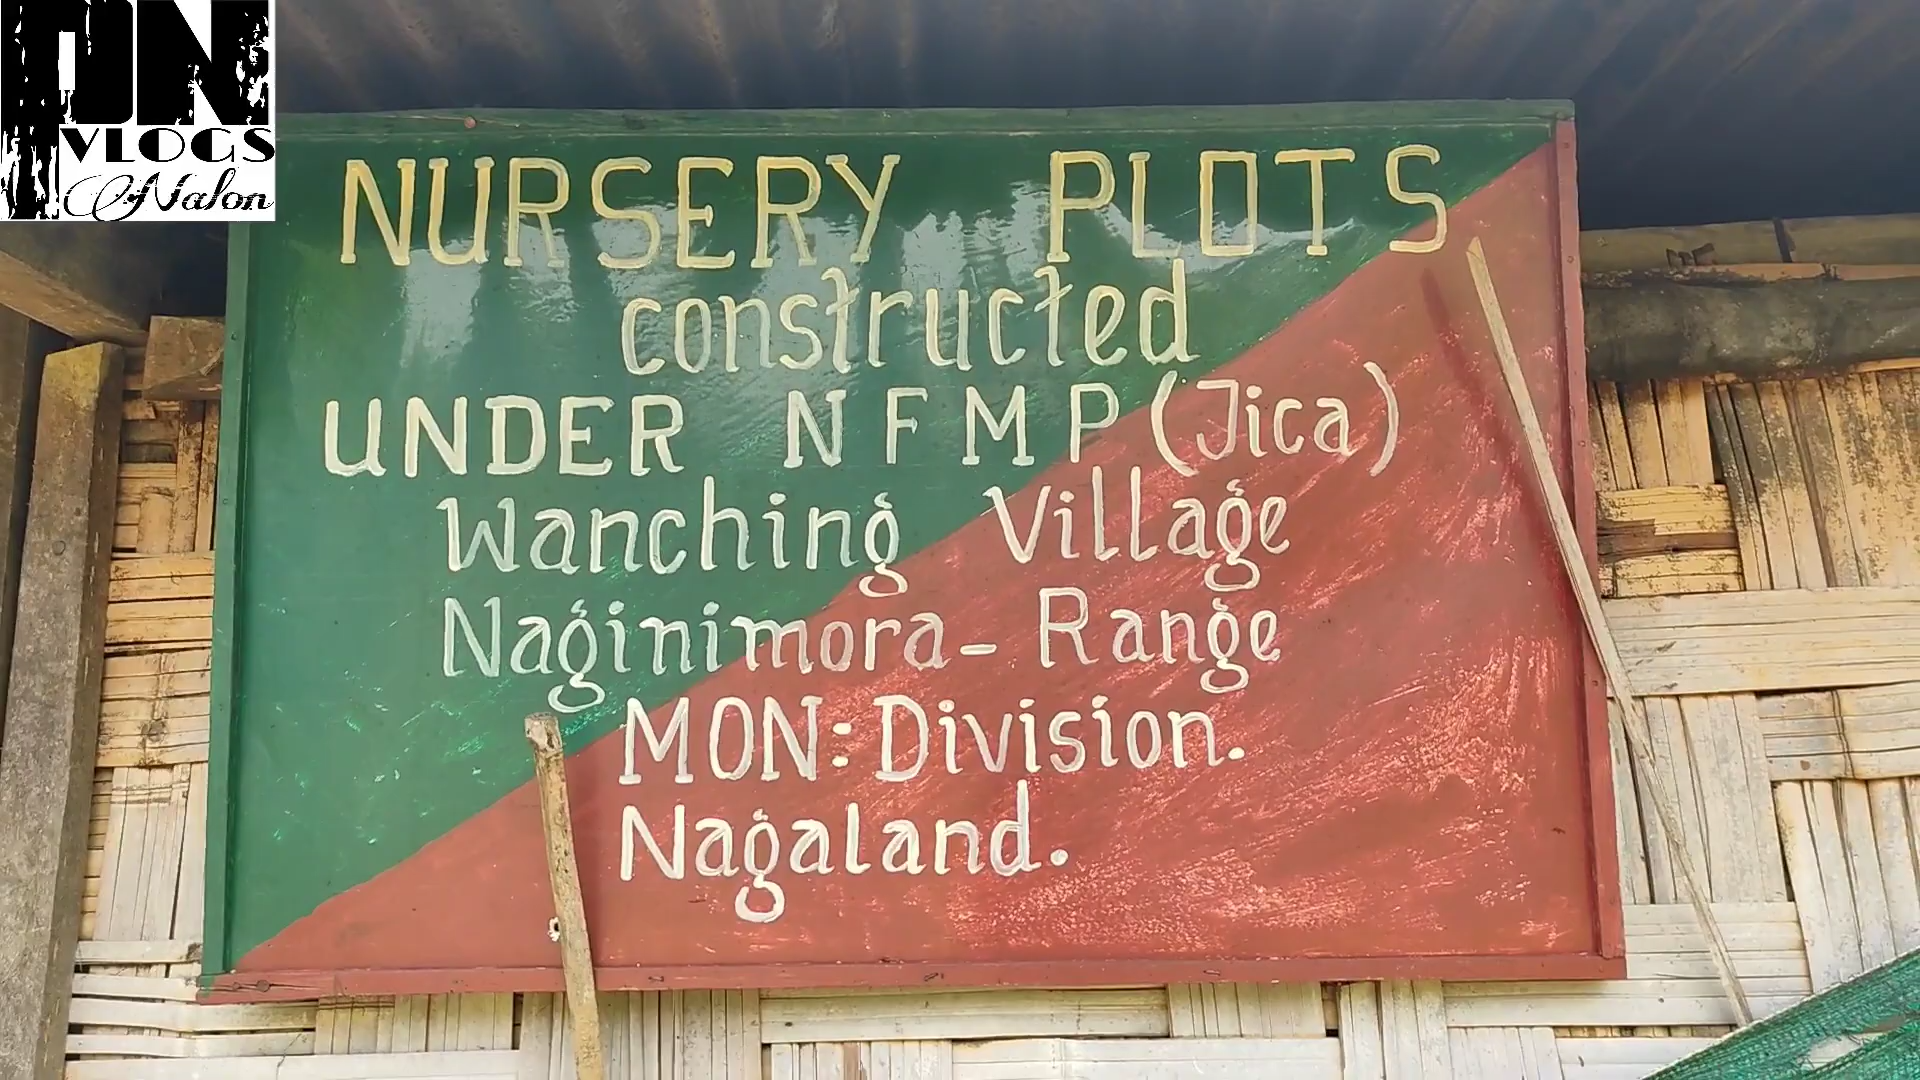 DN
VLOGS
Nalon
NURSERY PLOTS
constructed
UNDER NFMP (Jica)
Wanching Village
Naginimora - Range
MON: Division.
Nagaland.